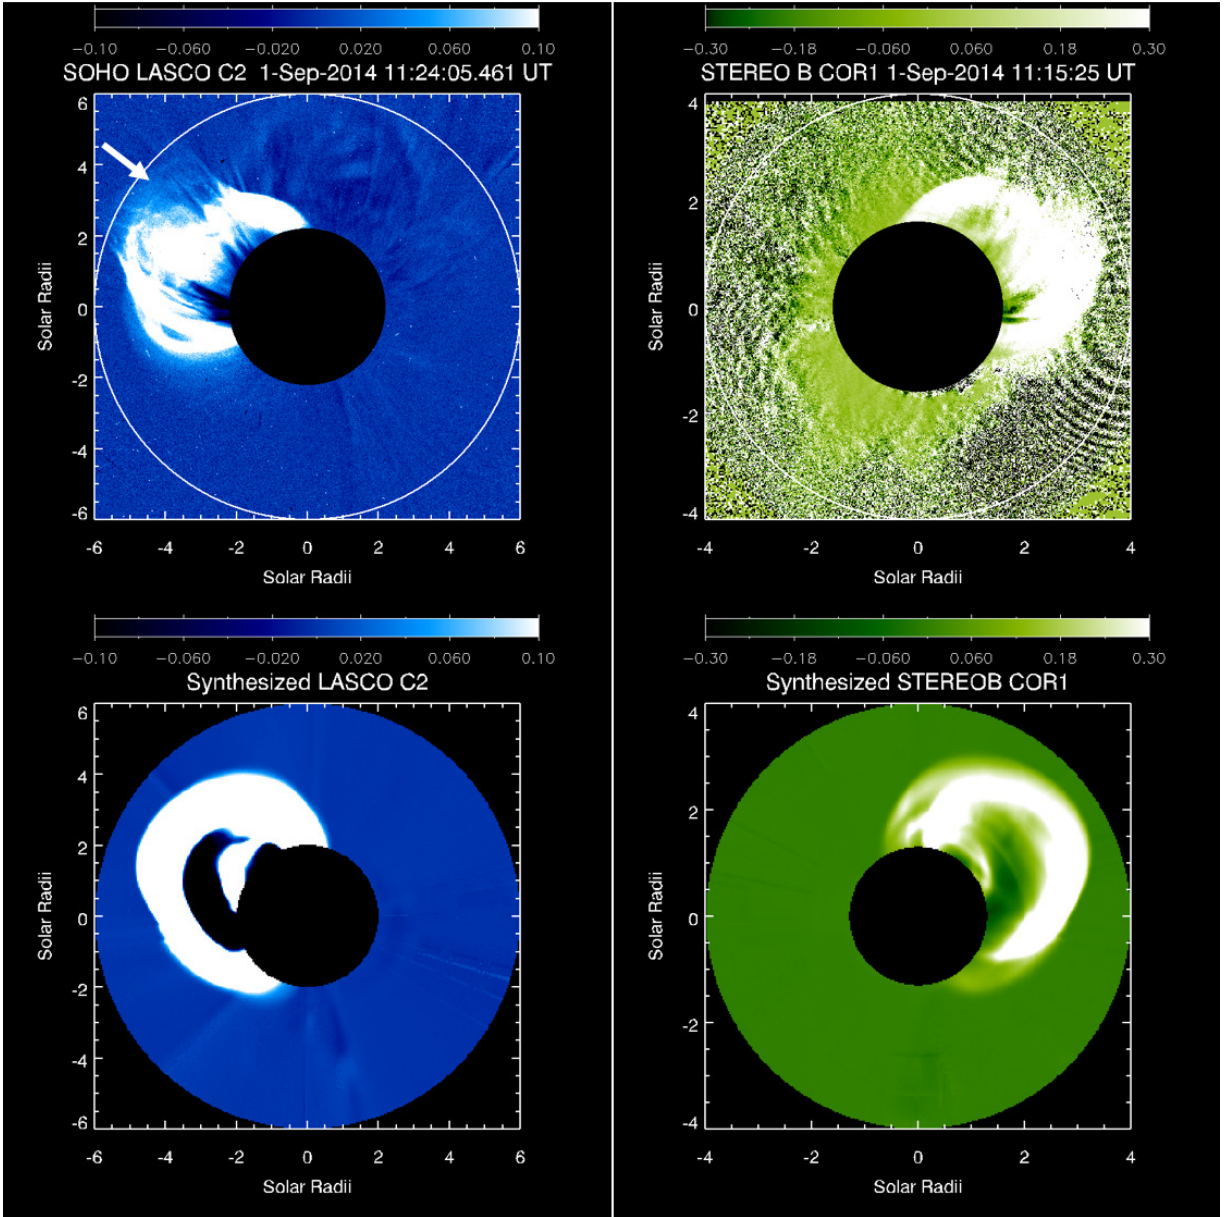 −0.10 −0.060 −0.020 0.020 0.060 0.10
SOHO LASCO C2 1-Sep-2014 11:24:05.461 UT
6
4
2
0
-2
-4
-6
Solar Radii
-6 -4 -2 0 2 4 6
Solar Radii
−0.30 −0.18 −0.060 0.060 0.18 0.30
STEREO B COR1 1-Sep-2014 11:15:25 UT
4
2
0
-2
-4
Solar Radii
-4 -2 0 2 4
Solar Radii
−0.10 −0.060 −0.020 0.020 0.060 0.10
Synthesized LASCO C2
6
4
2
0
-2
-4
-6
Solar Radii
-6 -4 -2 0 2 4 6
Solar Radii
−0.30 −0.18 −0.060 0.060 0.18 0.30
Synthesized STEREOB COR1
4
2
0
-2
-4
Solar Radii
-4 -2 0 2 4
Solar Radii